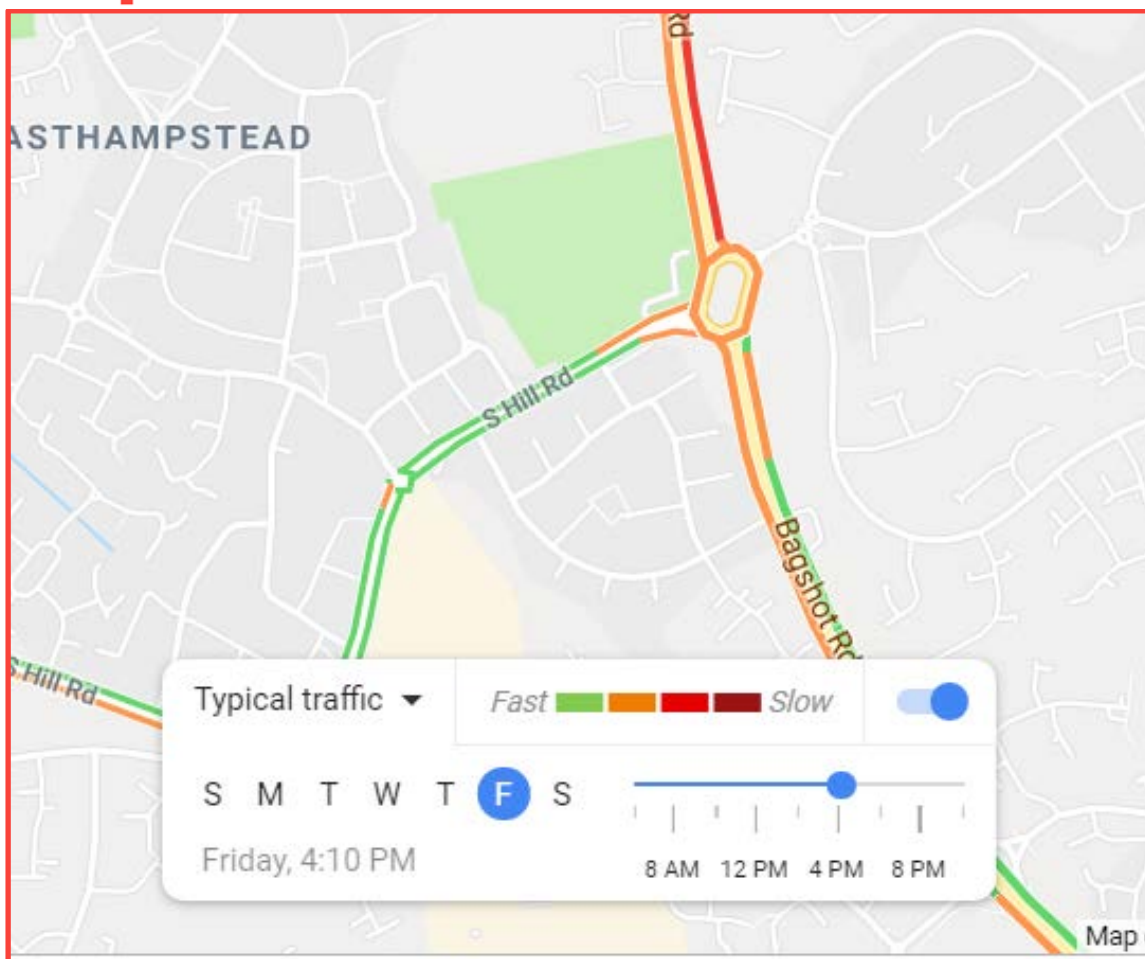 Rd
ASTHAMPSTEAD
S Hill Rd
Bagshot Rd
S Hill Rd
Typical traffic
Fast Slow
S M T W T F S
Friday, 4:10 PM
8 AM 12 PM 4 PM 8 PM
Map